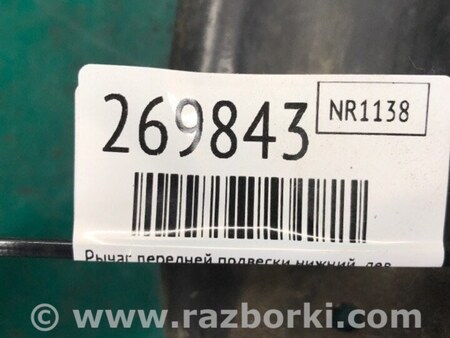 269843
NR1138
Рычаг передней подвески нижний, лев
© www.razborki.com